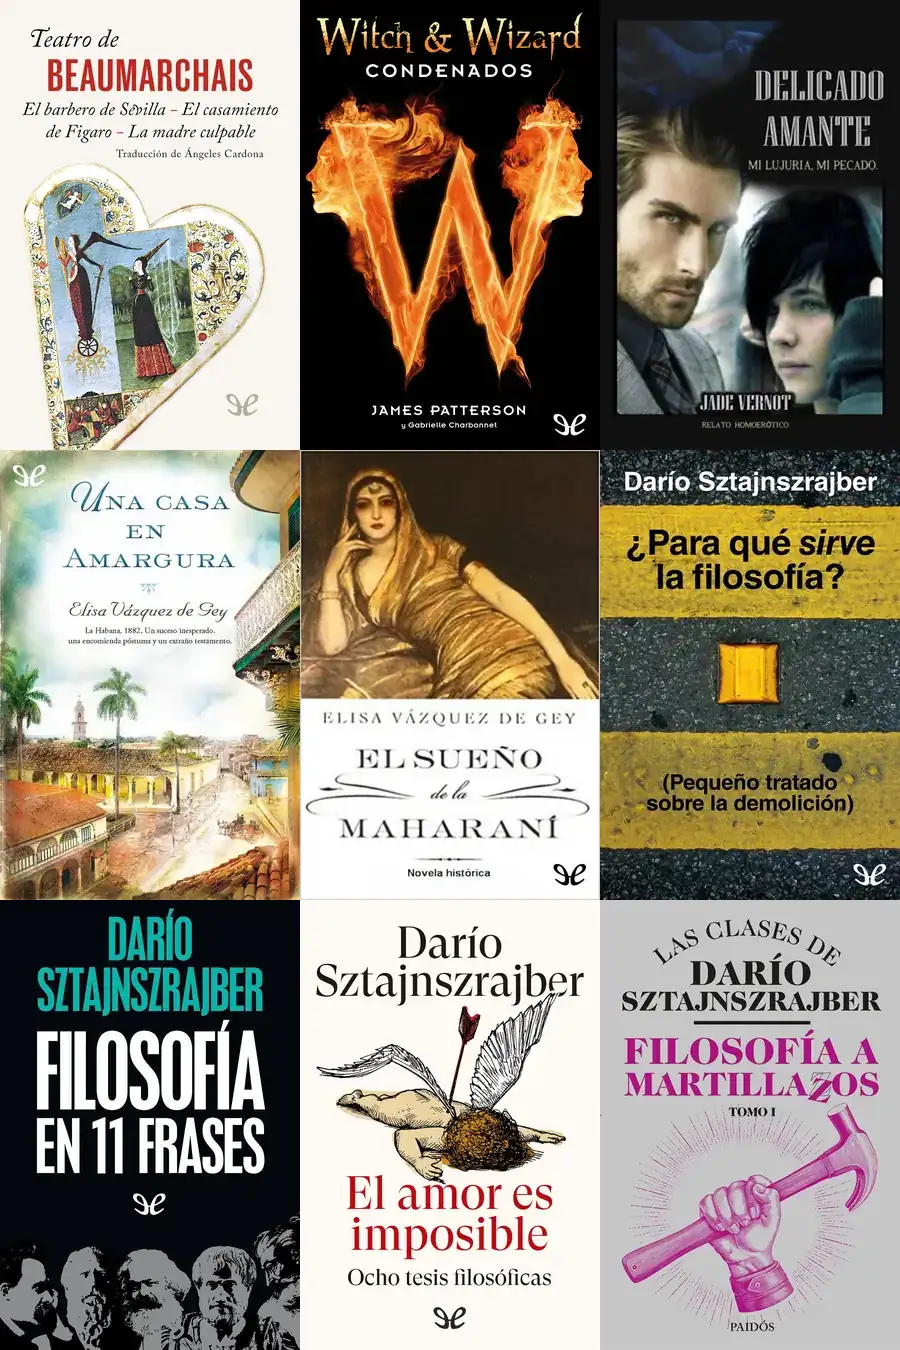 Teatro de
BEAUMARCHAIS
El barbero de Sevilla – El casamiento
de Figaro – La madre culpable
Traducción de Ángeles Cardona
Witch & Wizard
CONDENADOS
JAMES PATTERSON
y Gabrielle Charbonnet
DELICADO
AMANTE
MI LUJURIA, MI PECADO.
JADE VERNOT
RELATO HOMOERÓTICO
UNA CASA
EN
AMARGURA
Elisa Vázquez de Gey
La Habana, 1882. Un suceso inesperado,
una encomienda póstuma y un extraño testamento.
ELISA VÁZQUEZ DE GEY
EL SUEÑO
de la
MAHARANÍ
Novela histórica
Darío Sztajnszrajber
¿Para qué sirve
la filosofía?
(Pequeño tratado
sobre la demolición)
DARÍO
SZTAJNSZRAJBER
FILOSOFÍA
EN 11 FRASES
Darío
Sztajnszrajber
El amor es
imposible
Ocho tesis filosóficas
LAS CLASES DE
DARÍO
SZTAJNSZRAJBER
FILOSOFÍA A
MARTILLAZOS
TOMO I
PAIDÓS